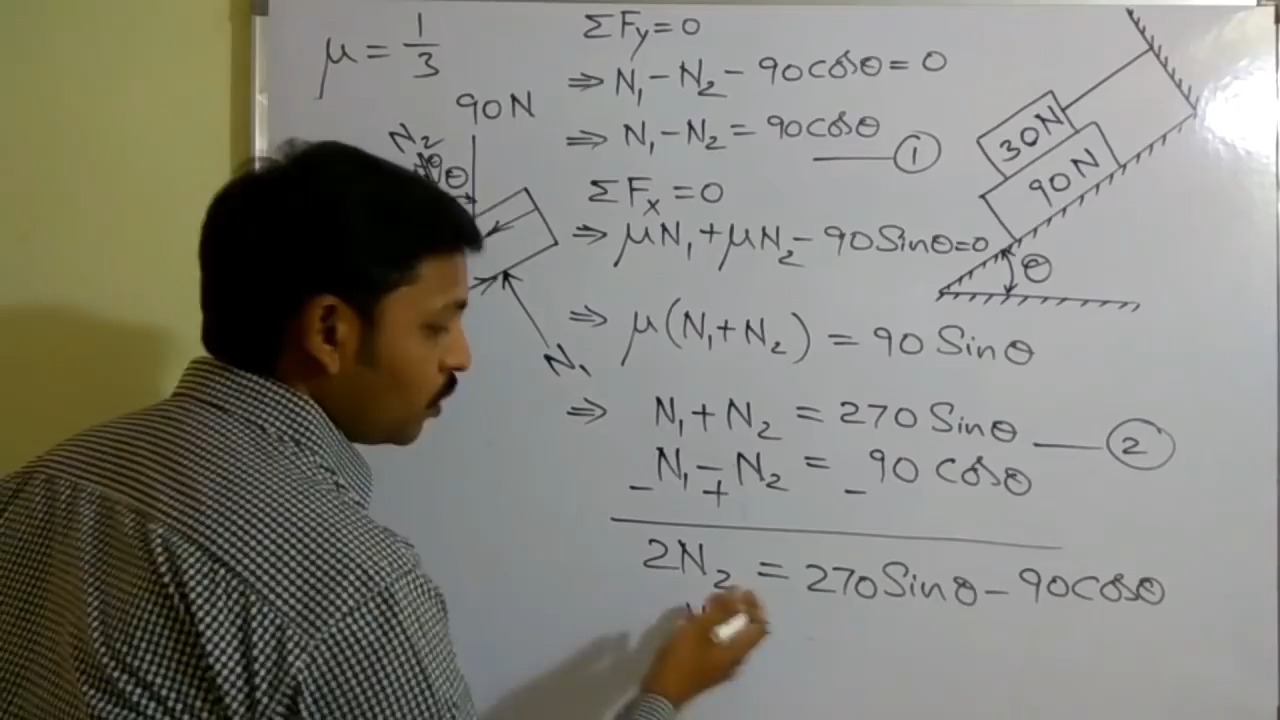 μ = 1/3
90N
N₂
θ
θ
N₁
ΣFy = 0
⇒ N₁ − N₂ − 90cosθ = 0
⇒ N₁ − N₂ = 90cosθ —— ①
ΣFx = 0
⇒ μN₁ + μN₂ − 90Sinθ = 0
⇒ μ(N₁ + N₂) = 90 Sinθ
⇒ N₁ + N₂ = 270 Sinθ —— ②
N₁ − N₂ = 90 cosθ
− + −
2N₂ = 270Sinθ − 90cosθ
30N
90N
θ